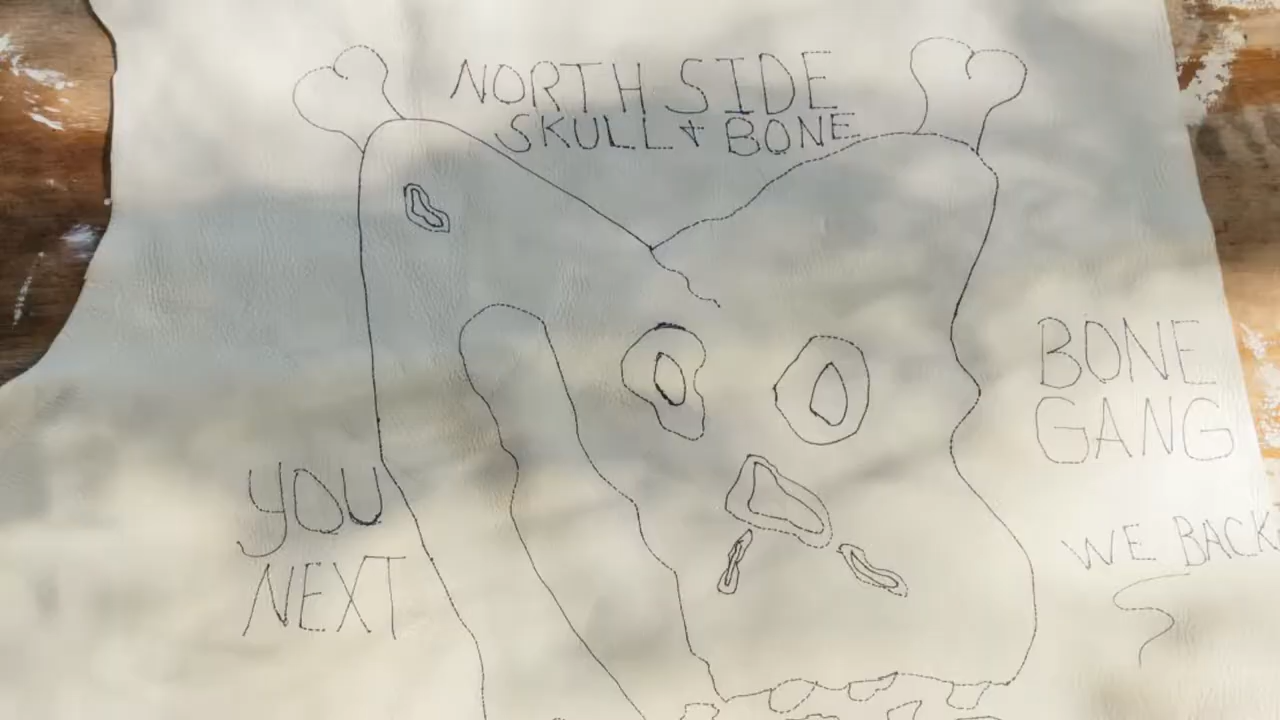 NORTH SIDE
SKULL + BONE
BONE
GANG
YOU
NEXT
WE BACK